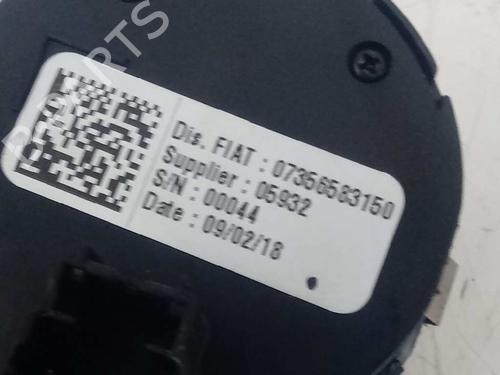 Dis. FIAT : 07356583150
Supplier : 05932
S/N : 00044
Date : 09/02/18